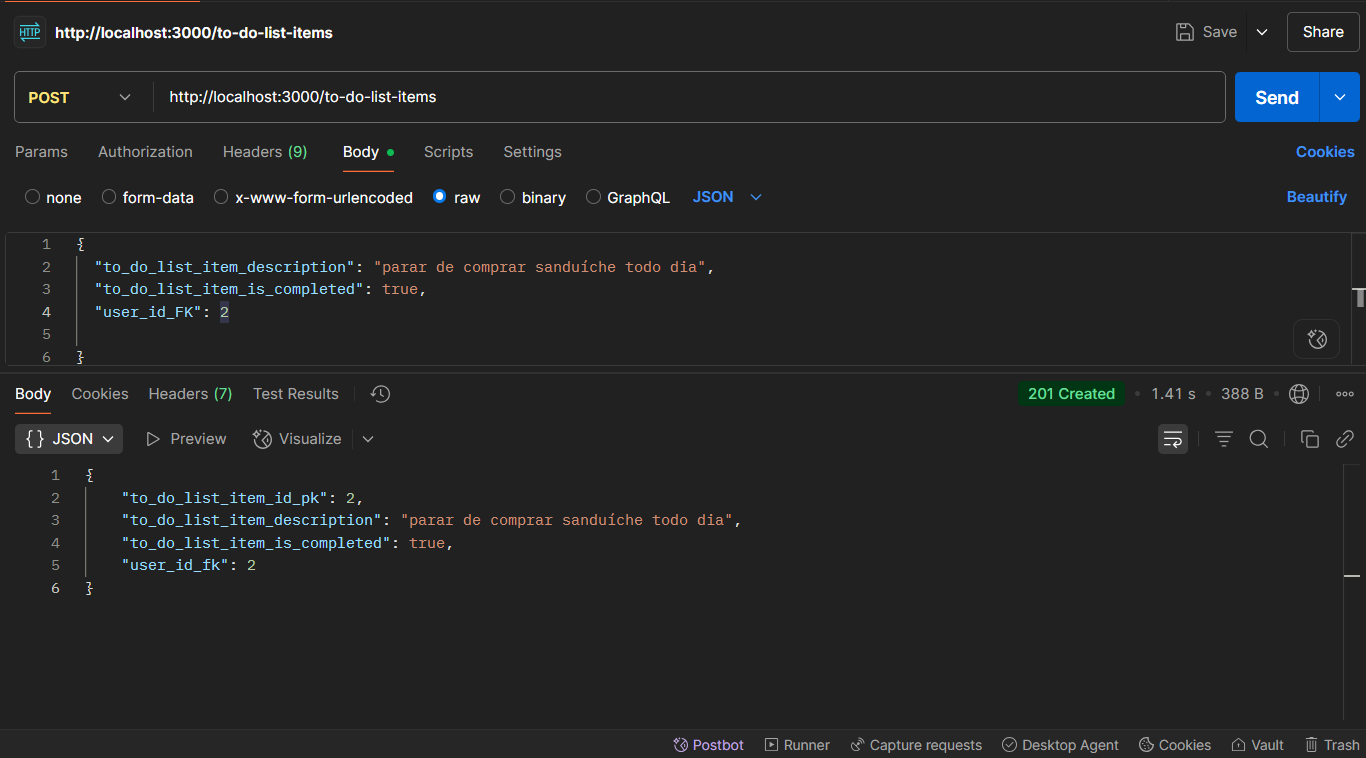 HTTP http://localhost:3000/to-do-list-items Save Share
POST http://localhost:3000/to-do-list-items Send
Params Authorization Headers (9) Body Scripts Settings Cookies
none form-data x-www-form-urlencoded raw binary GraphQL JSON Beautify
1 {
2 "to_do_list_item_description": "parar de comprar sanduíche todo dia",
3 "to_do_list_item_is_completed": true,
4 "user_id_FK": 2
5
6 }
Body Cookies Headers (7) Test Results 201 Created • 1.41 s • 388 B •
{} JSON Preview Visualize
1 {
2 "to_do_list_item_id_pk": 2,
3 "to_do_list_item_description": "parar de comprar sanduíche todo dia",
4 "to_do_list_item_is_completed": true,
5 "user_id_fk": 2
6 }
Postbot Runner Capture requests Desktop Agent Cookies Vault Trash